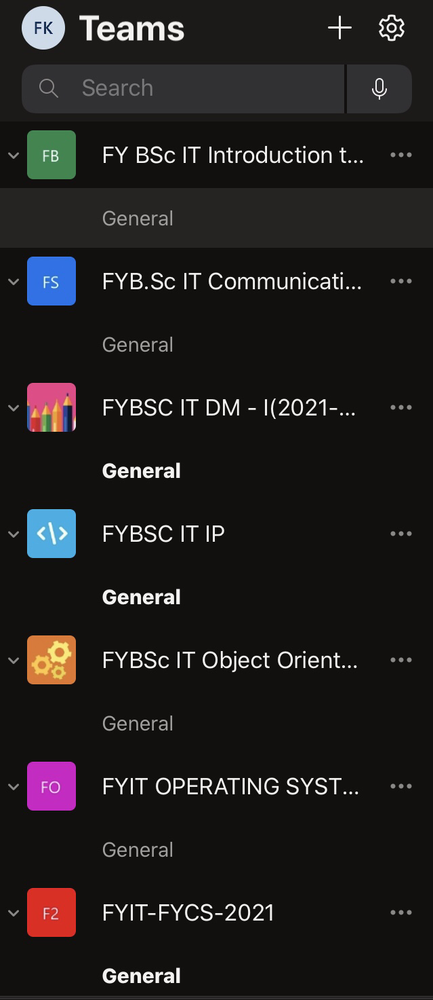 FK Teams
Search
FB FY BSc IT Introduction t...
General
FS FYB.Sc IT Communicati...
General
FYBSC IT DM - I(2021-...
General
FYBSC IT IP
General
FYBSc IT Object Orient...
General
FO FYIT OPERATING SYST...
General
F2 FYIT-FYCS-2021
General